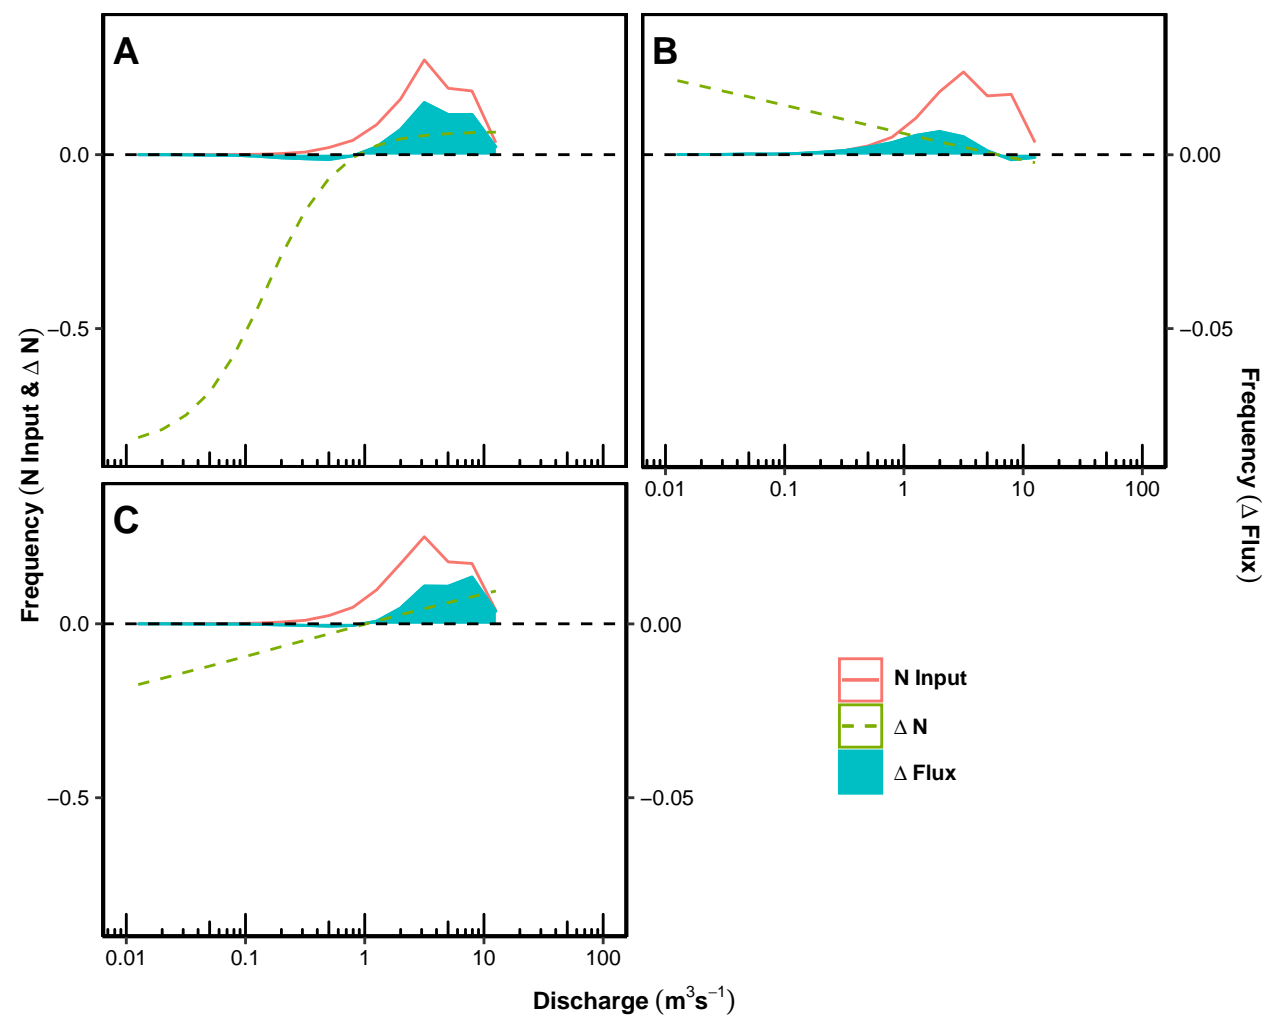 A
B
0.0
0.00
−0.5
−0.05
0.01 0.1 1 10 100
C
0.0
0.00
−0.5
−0.05
0.01 0.1 1 10 100
Frequency (N Input & Δ N)
Frequency (Δ Flux)
N Input
Δ N
Δ Flux
Discharge (m³s⁻¹)